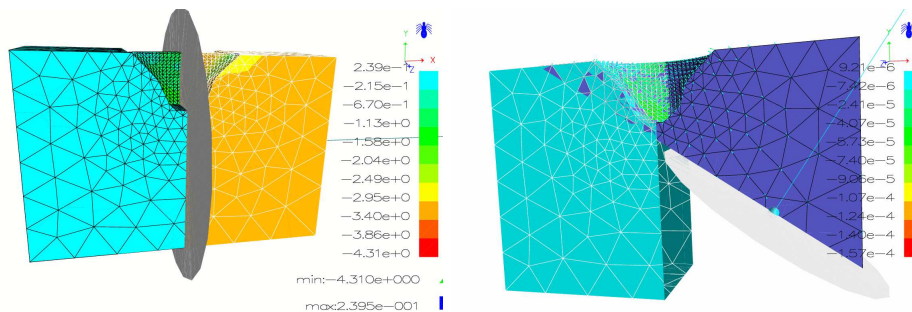 Y
X
Z
2.39e-1
-2.15e-1
-6.70e-1
-1.13e+0
-1.58e+0
-2.04e+0
-2.49e+0
-2.95e+0
-3.40e+0
-3.86e+0
-4.31e+0
min:-4.310e+000
max:2.395e-001
Y
Z
9.21e-6
-7.42e-6
-2.41e-5
-4.07e-5
-5.73e-5
-7.40e-5
-9.06e-5
-1.07e-4
-1.24e-4
-1.40e-4
-1.57e-4